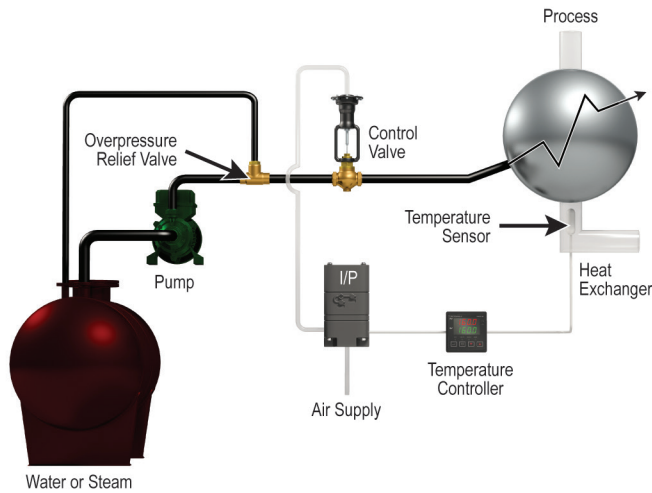 Process
Overpressure
Relief Valve
Control
Valve
Temperature
Sensor
Pump
I/P
Heat
Exchanger
Temperature
Controller
Air Supply
Water or Steam